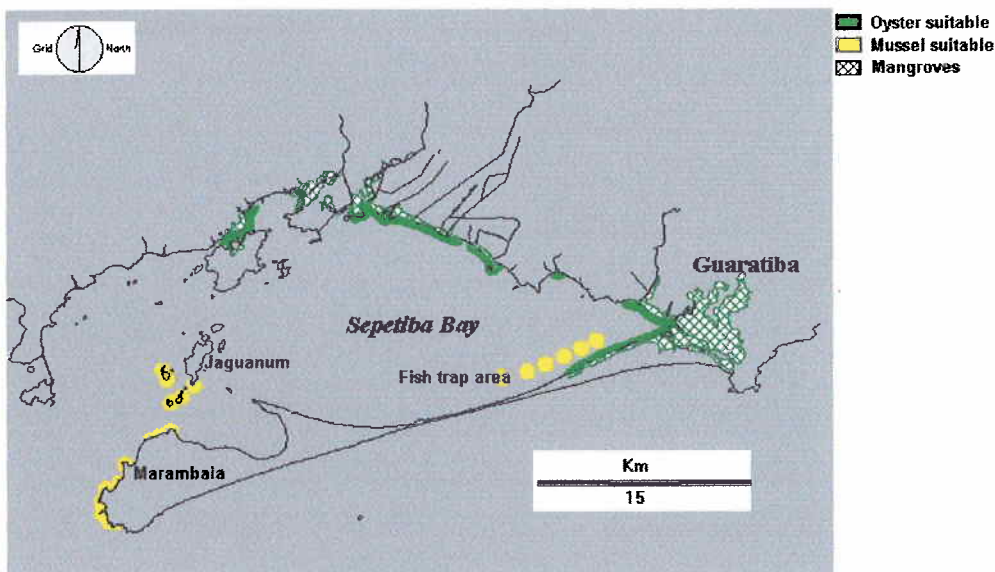 Grid North
Oyster suitable
Mussel suitable
Mangroves
Guaratiba
Sepetiba Bay
Jaguanum
Fish trap area
Marambaia
Km
15